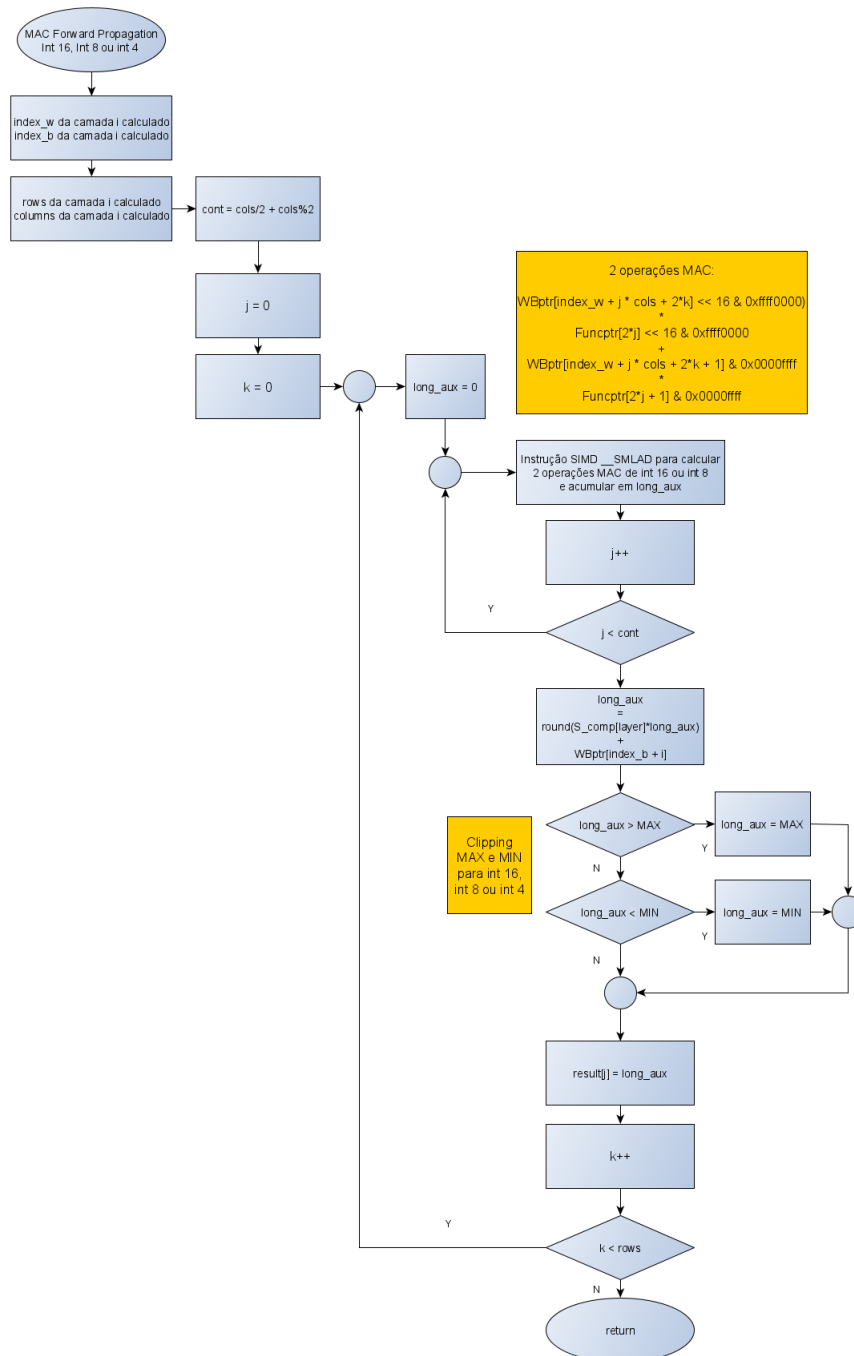 MAC Forward Propagation
Int 16, Int 8 ou int 4
index_w da camada i calculado
index_b da camada i calculado
rows da camada i calculado
columns da camada i calculado
cont = cols/2 + cols%2
j = 0
k = 0
long_aux = 0
2 operações MAC:
WBptr[index_w + j * cols + 2*k] << 16 & 0xffff0000)
*
Funcptr[2*j] << 16 & 0xffff0000
+
WBptr[index_w + j * cols + 2*k + 1] & 0x0000ffff
*
Funcptr[2*j + 1] & 0x0000ffff
Instrução SIMD __SMLAD para calcular
2 operações MAC de int 16 ou int 8
e acumular em long_aux
j++
Y
j < cont
long_aux
=
round(S_comp[layer]*long_aux)
+
WBptr[index_b + i]
Clipping
MAX e MIN
para int 16,
int 8 ou int 4
long_aux > MAX
Y
long_aux = MAX
N
long_aux < MIN
Y
long_aux = MIN
N
result[j] = long_aux
k++
Y
k < rows
N
return